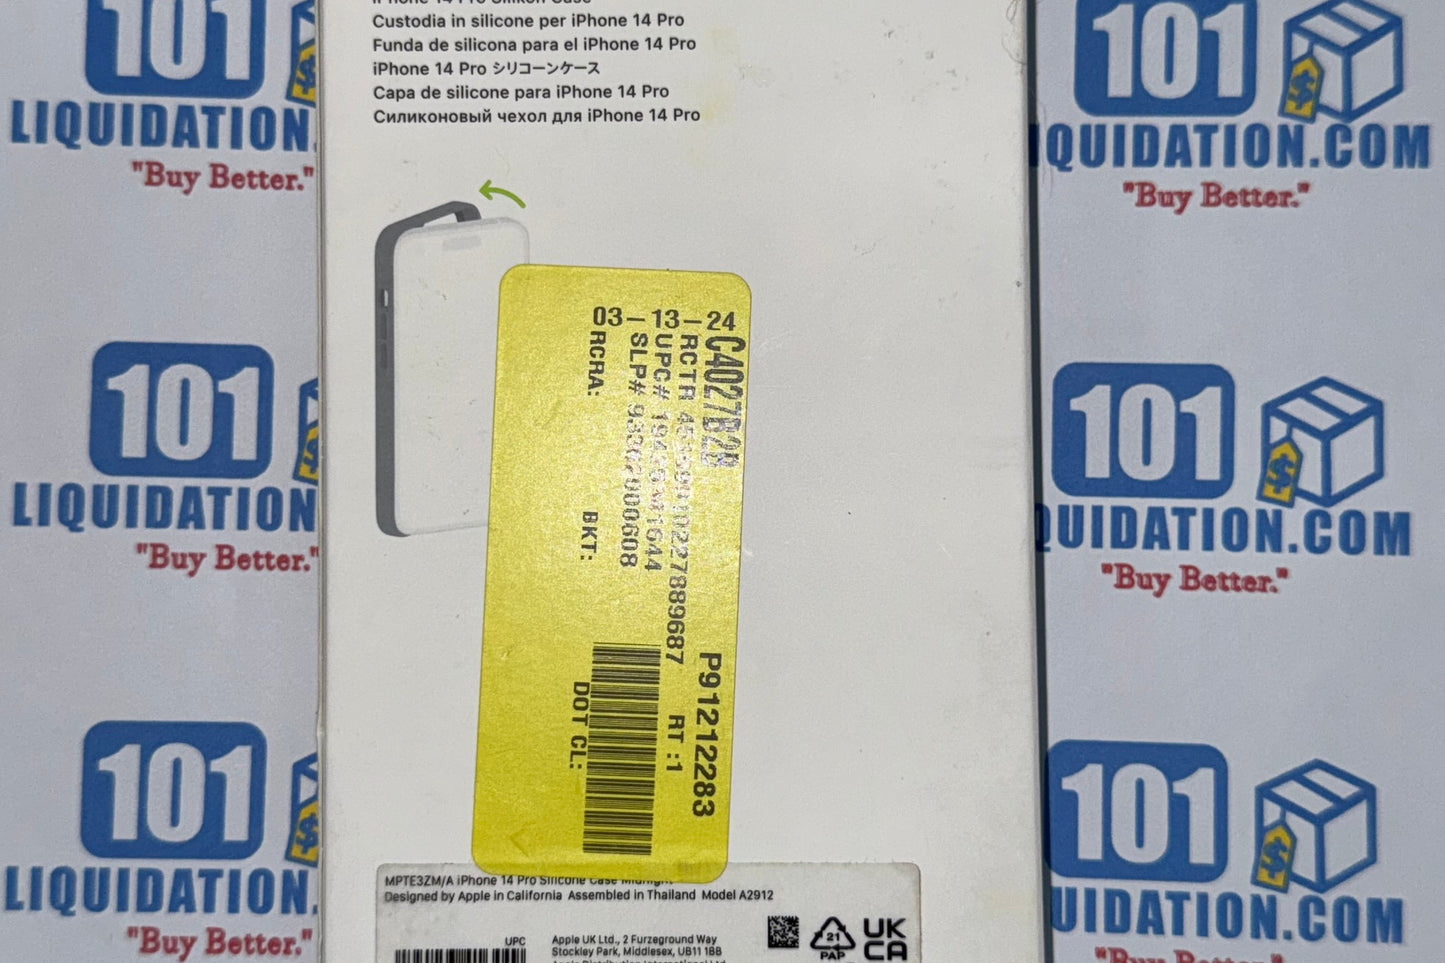 Custodia in silicone per iPhone 14 Pro
Funda de silicona para el iPhone 14 Pro
iPhone 14 Pro シリコーンケース
Capa de silicone para iPhone 14 Pro
Силиконовый чехол для iPhone 14 Pro
03-13-24
C4027B2B
RCTR
UPC#
SLP#
RCRA:
BKT:
P91212283
RT :1
DOT CL:
MPTE3ZM/A iPhone 14 Pro Silicone Case Midnight
Designed by Apple in California Assembled in Thailand Model A2912
UPC
Apple UK Ltd., 2 Furzeground Way
Stockley Park, Middlesex, UB11 1BB
21
PAP
UK
CA
101
LIQUIDATION.
"Buy Better."
101
LIQUIDATION
"Buy Better."
101
LIQUIDATION.
"Buy Better."
101
QUIDATION.COM
"Buy Better."
$
101
QUIDATION.COM
"Buy Better."
$
101
UIDATION.COM
$